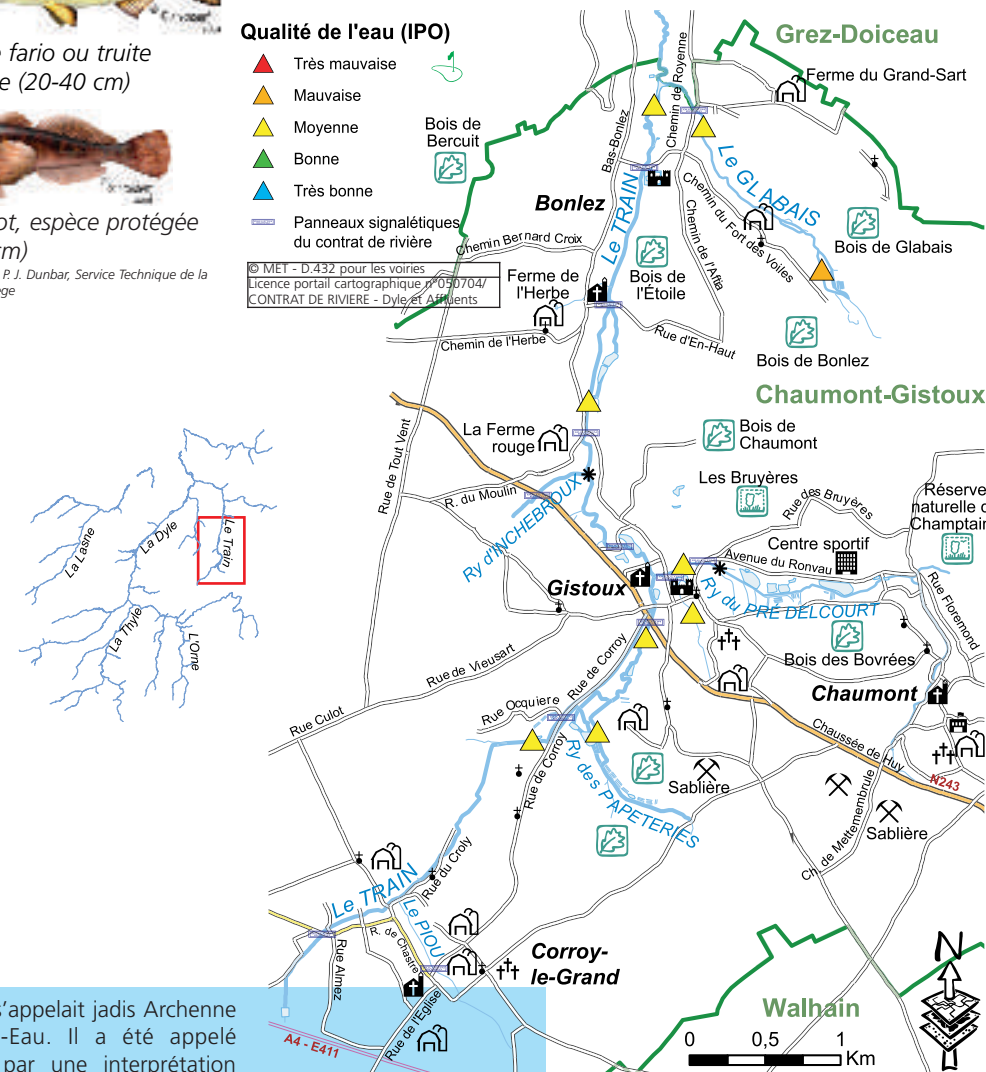 fario ou truite
(20-40 cm)
ot, espèce protégée
cm)
P. J. Dunbar, Service Technique de la
ège
Qualité de l'eau (IPO)
Très mauvaise
Mauvaise
Moyenne
Bonne
Très bonne
Panneaux signalétiques
du contrat de rivière
© MET - D.432 pour les voiries
Licence portail cartographique n°050704/
CONTRAT DE RIVIERE - Dyle et Affluents
Grez-Doiceau
Ferme du Grand-Sart
Chemin de Royenne
Bas-Bonlez
Bois de
Bercuit
Le GLABAIS
Bonlez
Le TRAIN
Chemin du Fort des Voiles
Chemin de l'Aftia
Bois de Glabais
Chemin Bernard Croix
Bois de
l'Étoile
Ferme de
l'Herbe
Chemin de l'Herbe
Rue d'En-Haut
Bois de Bonlez
Chaumont-Gistoux
La Ferme
rouge
Bois de
Chaumont
Rue de Tout Vent
R. du Moulin
Les Bruyères
Rue des Bruyères
Réserve
naturelle d
Champtain
Ry d'INCHEBROUX
Centre sportif
Avenue du Ronvau
Gistoux
Ry du PRÉ DELCOURT
Rue Floremond
Bois des Bovrées
Rue de Vieusart
Rue de Corroy
Chaumont
Rue Culot
Rue Ocquiere
Chaussée de Huy
N243
Rue de Corroy
Ry des PAPETERIES
Sablière
Sablière
Ch. de Mettemembrule
La Lasne
La Dyle
Le Train
La Thyle
L'Orne
Rue du Croly
Le TRAIN
Le PIOU
R. de Chastre
Rue Almez
Corroy-
le-Grand
Rue de l'Eglise
A4 - E411
Walhain
N
0 0,5 1
Km
s'appelait jadis Archenne
-Eau. Il a été appelé
par une interprétation